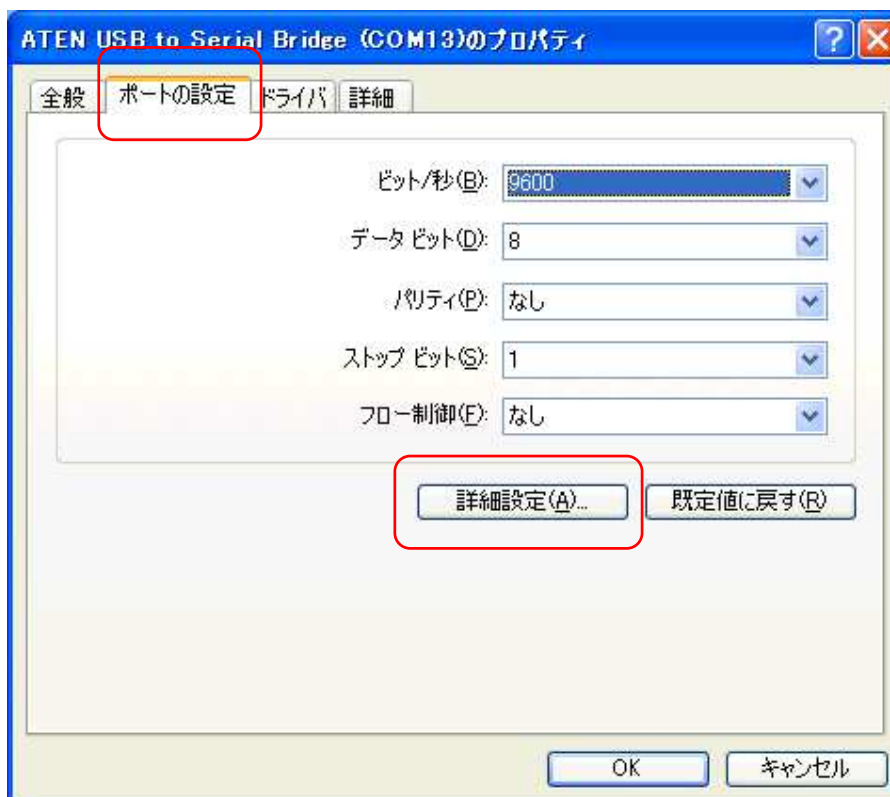 ATEN USB to Serial Bridge (COM13)のプロパティ
全般 ポートの設定 ドライバ 詳細
ビット/秒(B): 9600
データ ビット(D): 8
パリティ(P): なし
ストップ ビット(S): 1
フロー制御(F): なし
詳細設定(A)... 既定値に戻す(R)
OK キャンセル